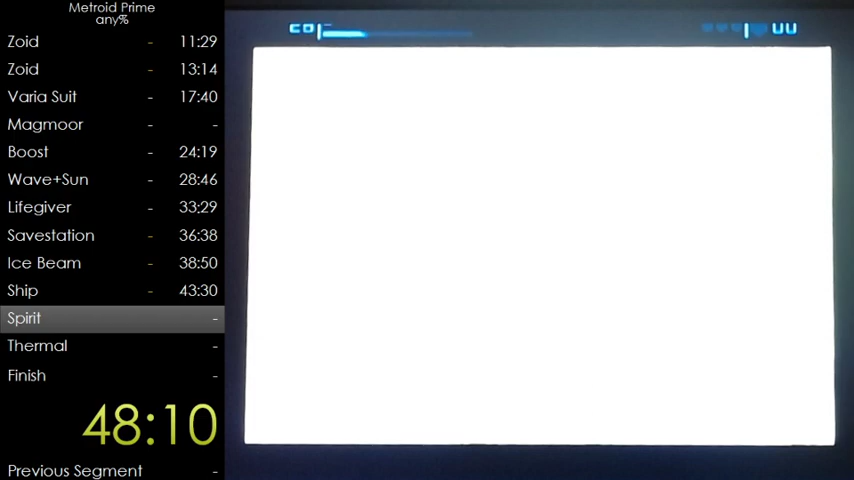 Metroid Prime
any%
Zoid - 11:29
Zoid - 13:14
Varia Suit - 17:40
Magmoor - -
Boost - 24:19
Wave+Sun - 28:46
Lifegiver - 33:29
Savestation - 36:38
Ice Beam - 38:50
Ship - 43:30
Spirit -
Thermal -
Finish -
48:10
Previous Segment -